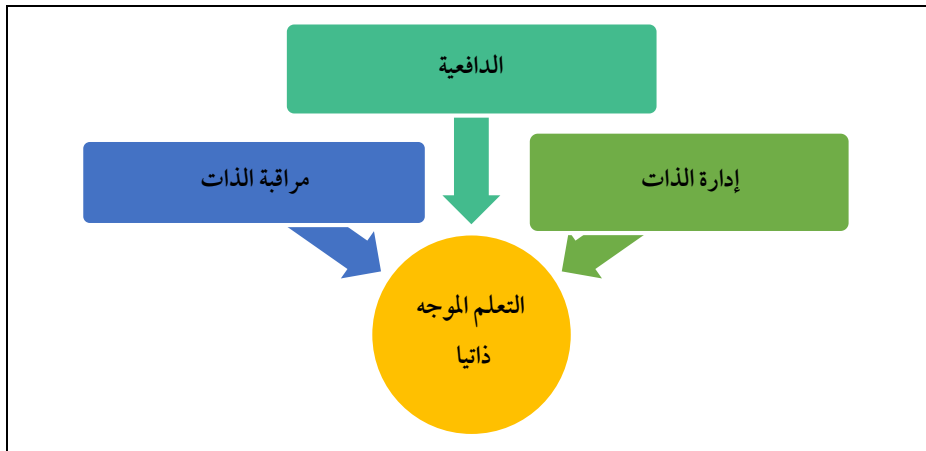 الدافعية
إدارة الذات
مراقبة الذات
التعلم الموجه
ذاتيا